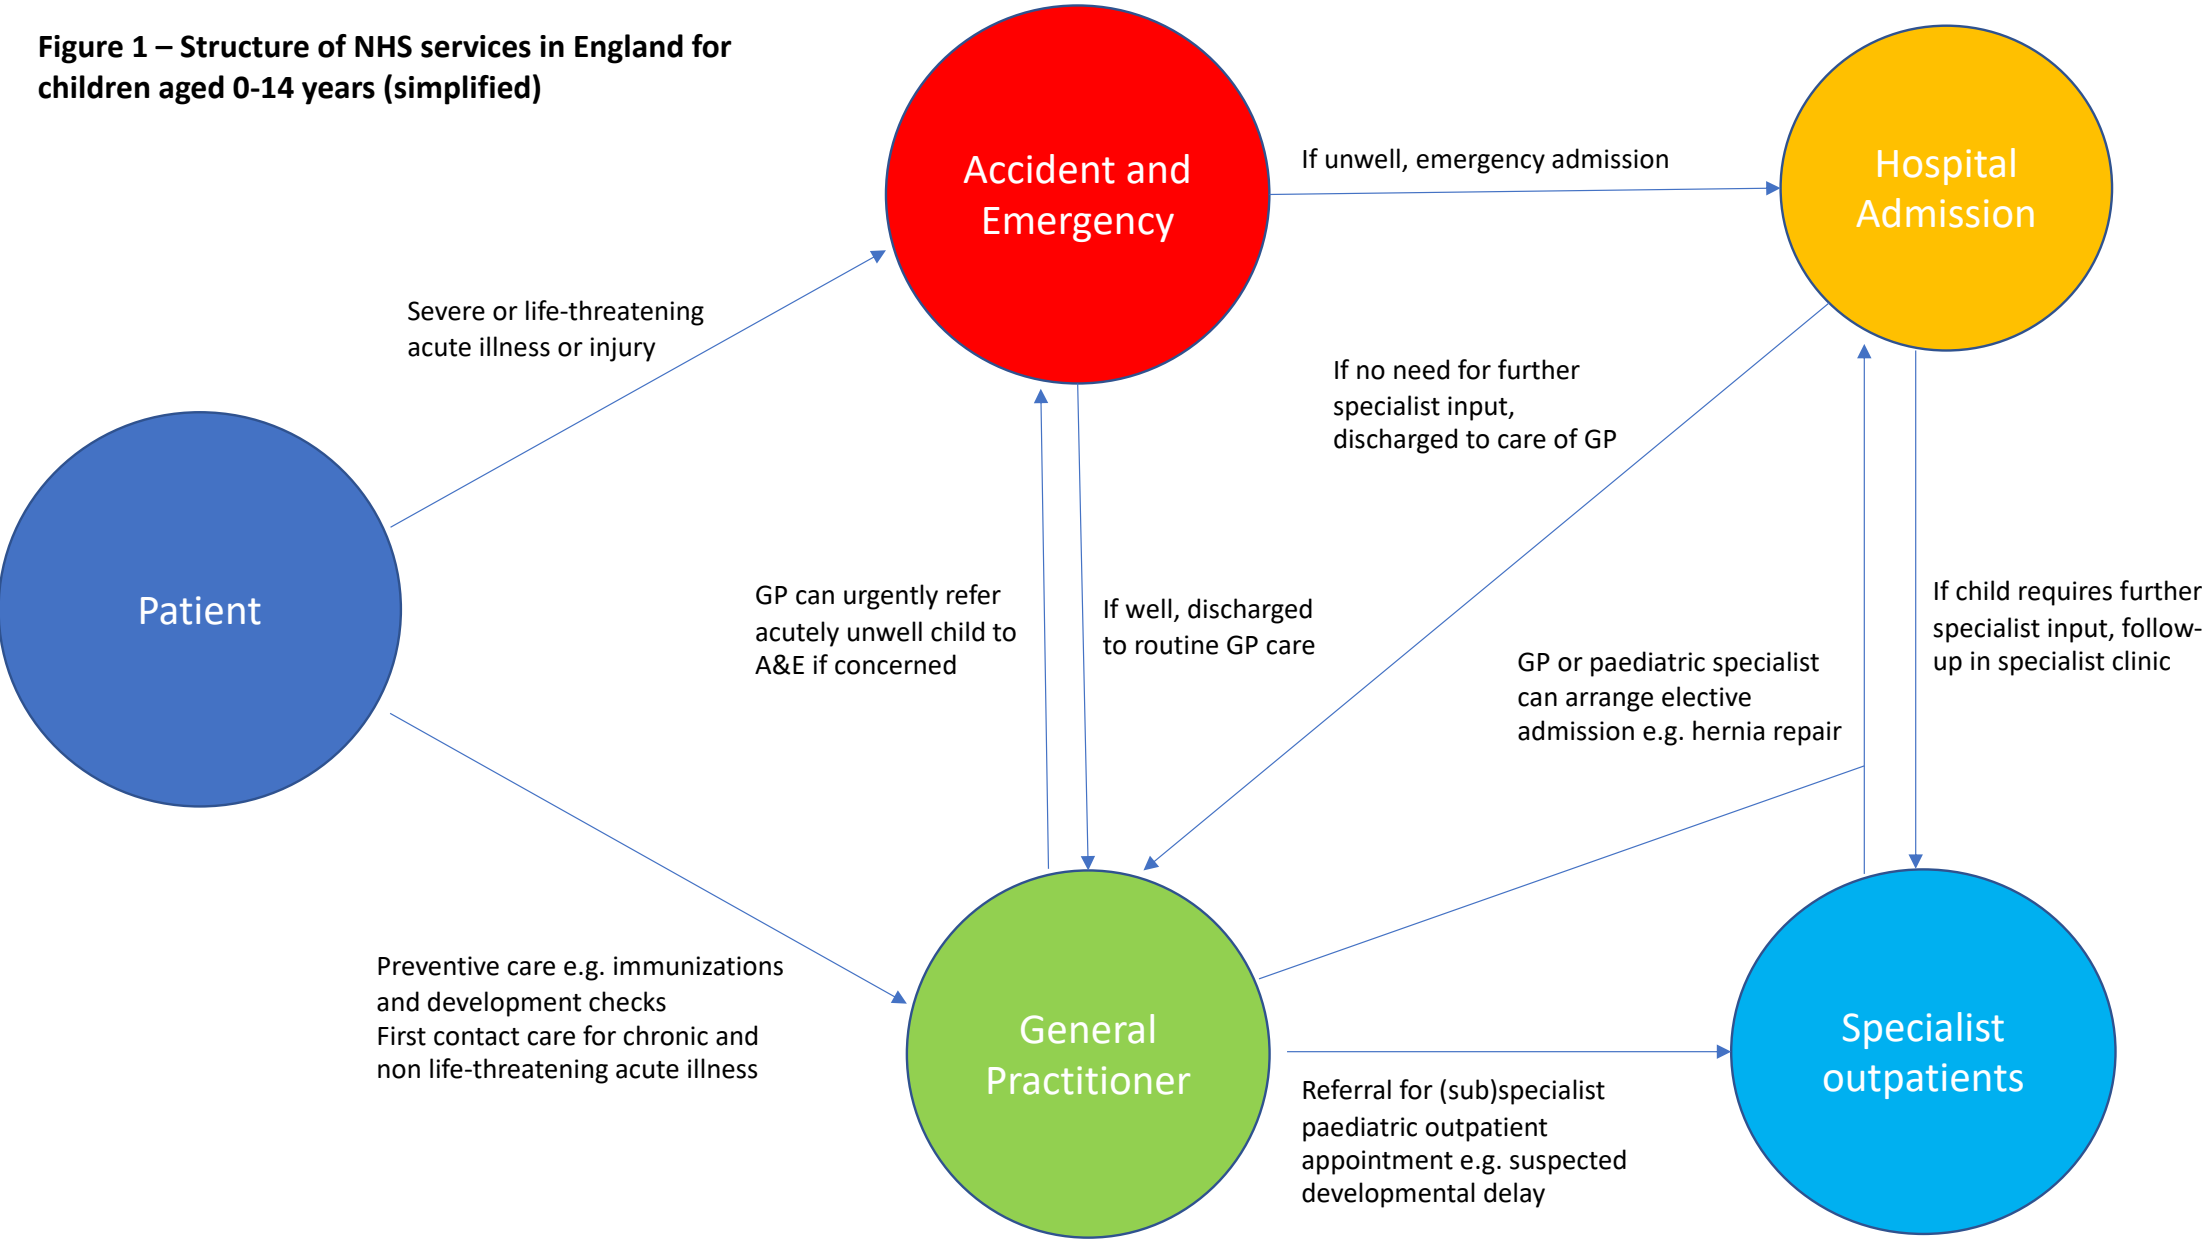 Figure 1 – Structure of NHS services in England for
children aged 0-14 years (simplified)
Accident and
Emergency
If unwell, emergency admission
Hospital
Admission
Severe or life-threatening
acute illness or injury
If no need for further
specialist input,
discharged to care of GP
Patient
GP can urgently refer
acutely unwell child to
A&E if concerned
If well, discharged
to routine GP care
GP or paediatric specialist
can arrange elective
admission e.g. hernia repair
If child requires further
specialist input, follow-
up in specialist clinic
Preventive care e.g. immunizations
and development checks
First contact care for chronic and
non life-threatening acute illness
General
Practitioner
Referral for (sub)specialist
paediatric outpatient
appointment e.g. suspected
developmental delay
Specialist
outpatients